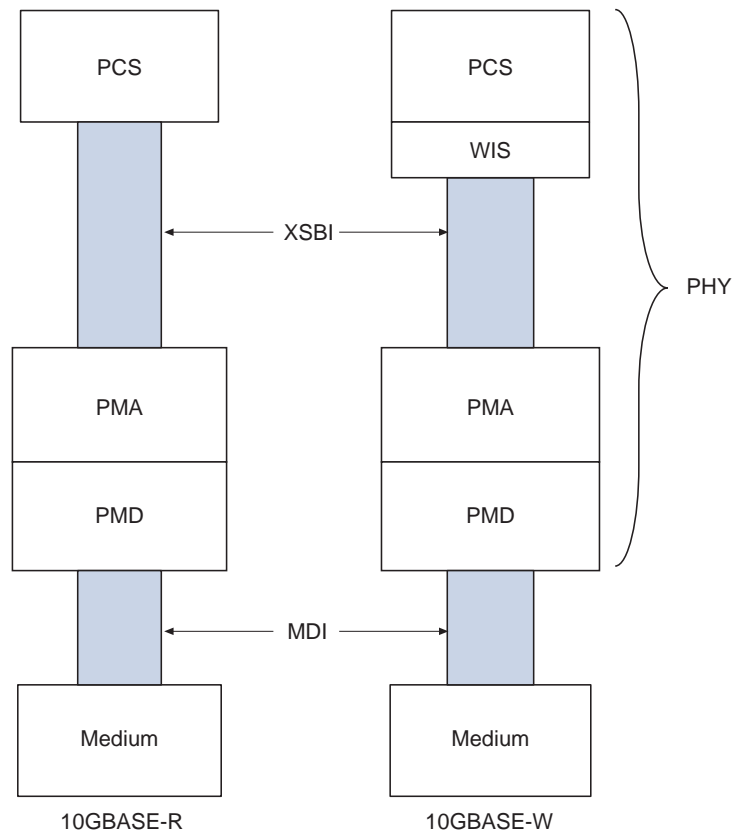 PCS
PCS
WIS
XSBI
PHY
PMA
PMA
PMD
PMD
MDI
Medium
Medium
10GBASE-R
10GBASE-W